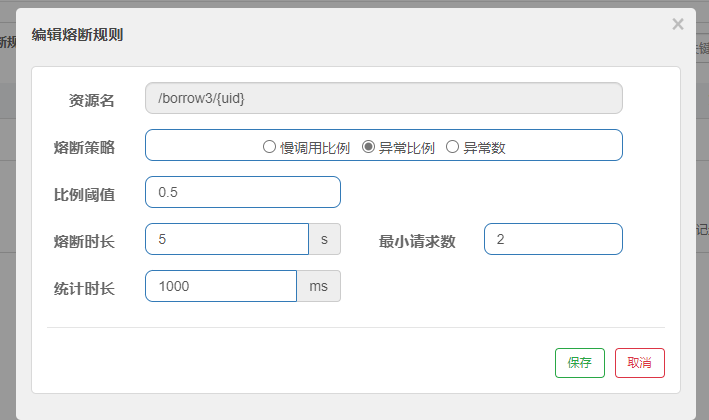 编辑熔断规则
×
资源名 /borrow3/{uid}
熔断策略 慢调用比例 异常比例 异常数
比例阈值 0.5
熔断时长 5 s 最小请求数 2
统计时长 1000 ms
保存 取消